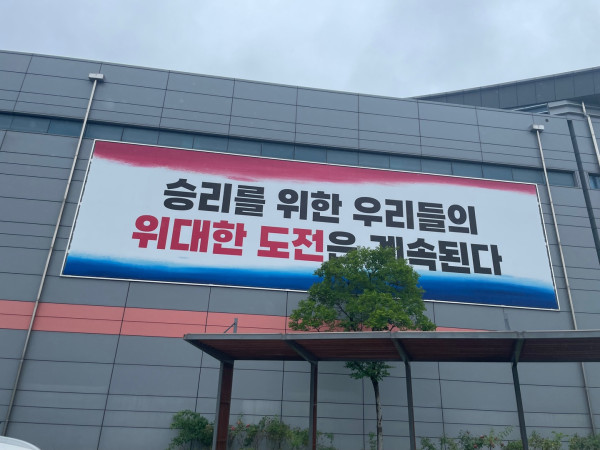 승리를 위한 우리들의
위대한 도전은 계속된다